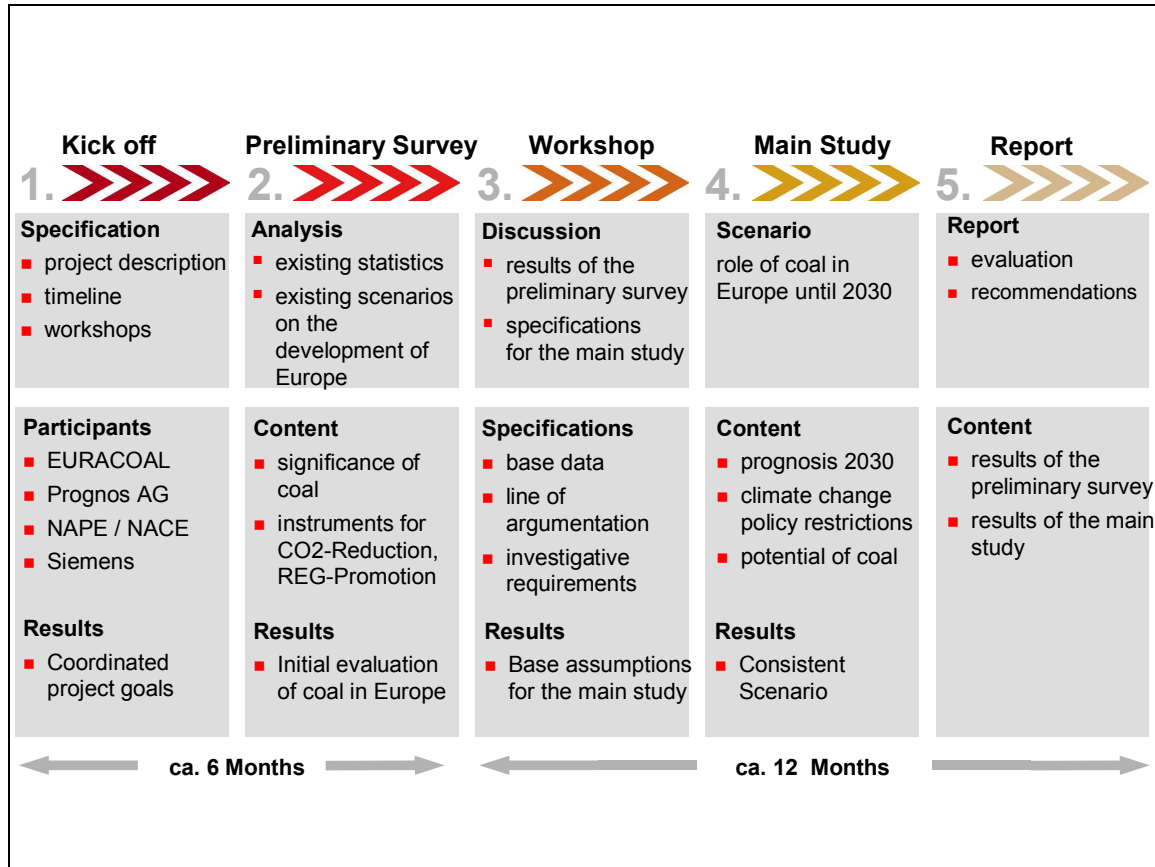 Kick off
1.
Specification
project description
timeline
workshops
Participants
EURACOAL
Prognos AG
NAPE / NACE
Siemens
Results
Coordinated
project goals
Preliminary Survey
2.
Analysis
existing statistics
existing scenarios
on the
development of
Europe
Content
significance of
coal
instruments for
CO2-Reduction,
REG-Promotion
Results
Initial evaluation
of coal in Europe
Workshop
3.
Discussion
results of the
preliminary survey
specifications
for the main study
Specifications
base data
line of
argumentation
investigative
requirements
Results
Base assumptions
for the main study
Main Study
4.
Scenario
role of coal in
Europe until 2030
Content
prognosis 2030
climate change
policy restrictions
potential of coal
Results
Consistent
Scenario
Report
5.
Report
evaluation
recommendations
Content
results of the
preliminary survey
results of the main
study
ca. 6 Months
ca. 12 Months